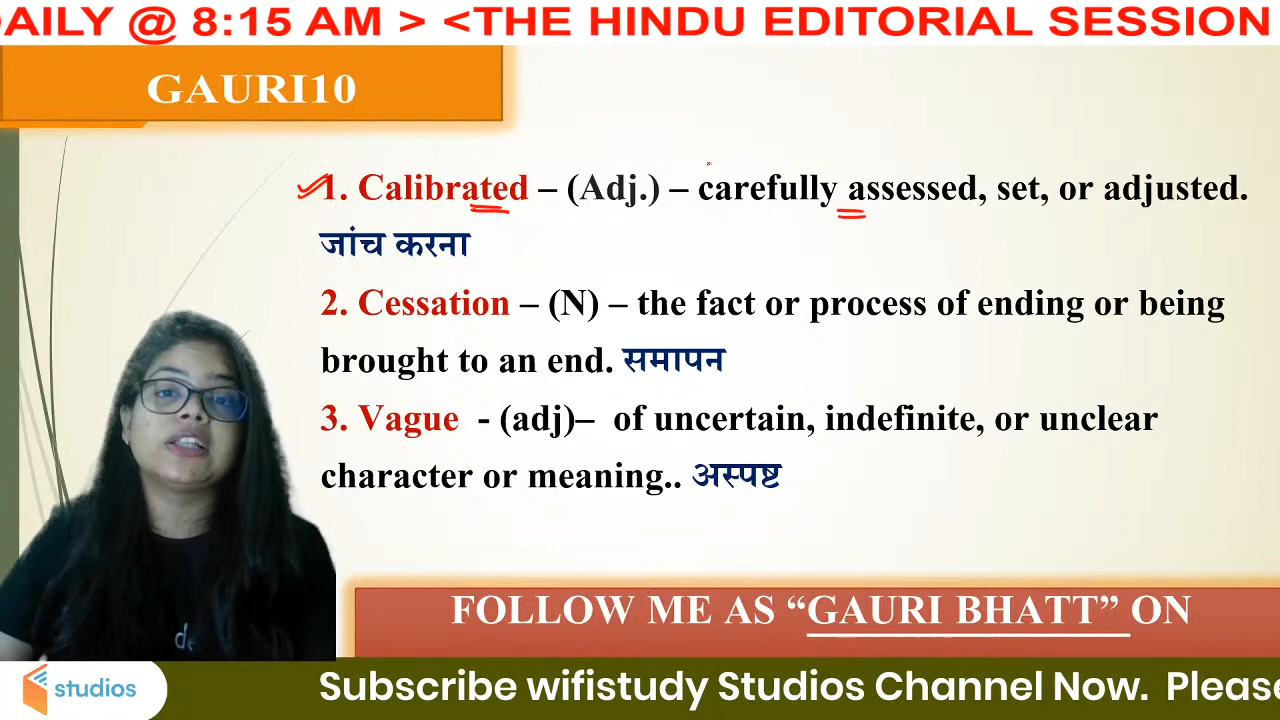 DAILY @ 8:15 AM > <THE HINDU EDITORIAL SESSION
GAURI10
1. Calibrated – (Adj.) – carefully assessed, set, or adjusted.
जांच करना
2. Cessation – (N) – the fact or process of ending or being
brought to an end. समापन
3. Vague - (adj)– of uncertain, indefinite, or unclear
character or meaning.. अस्पष्ट
FOLLOW ME AS “GAURI BHATT” ON
studios
Subscribe wifistudy Studios Channel Now. Please